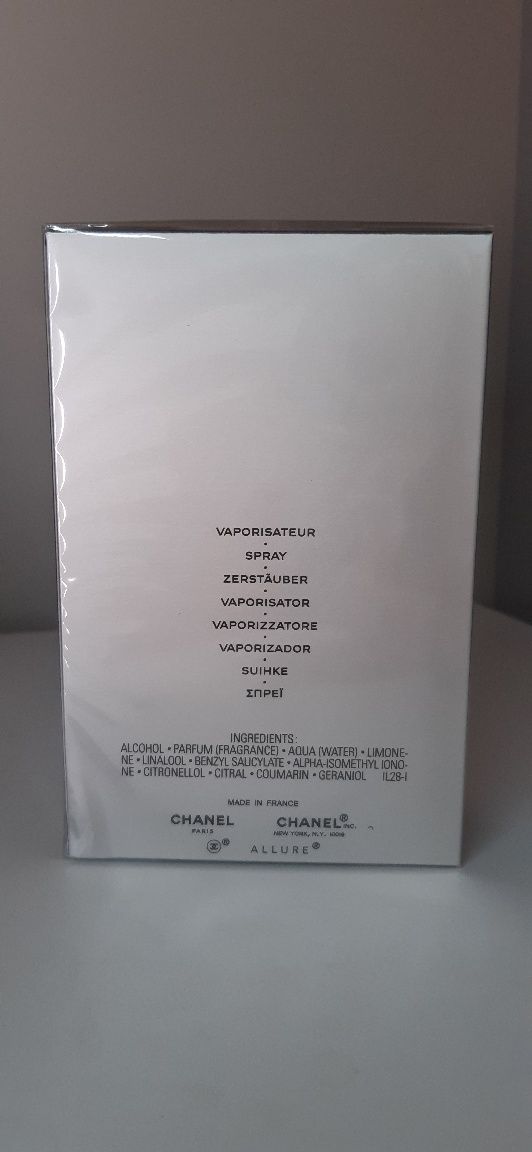 VAPORISATEUR
•
SPRAY
•
ZERSTÄUBER
•
VAPORISATOR
•
VAPORIZZATORE
•
VAPORIZADOR
•
SUIHKE
•
ΣΠΡΕΪ
INGREDIENTS:
ALCOHOL • PARFUM (FRAGRANCE) • AQUA (WATER) • LIMONE-
NE • LINALOOL • BENZYL SALICYLATE • ALPHA-ISOMETHYL IONO-
NE • CITRONELLOL • CITRAL • COUMARIN • GERANIOL IL28-I
MADE IN FRANCE
CHANEL CHANEL® INC.
PARIS NEW YORK, N.Y. 10019
® ALLURE®